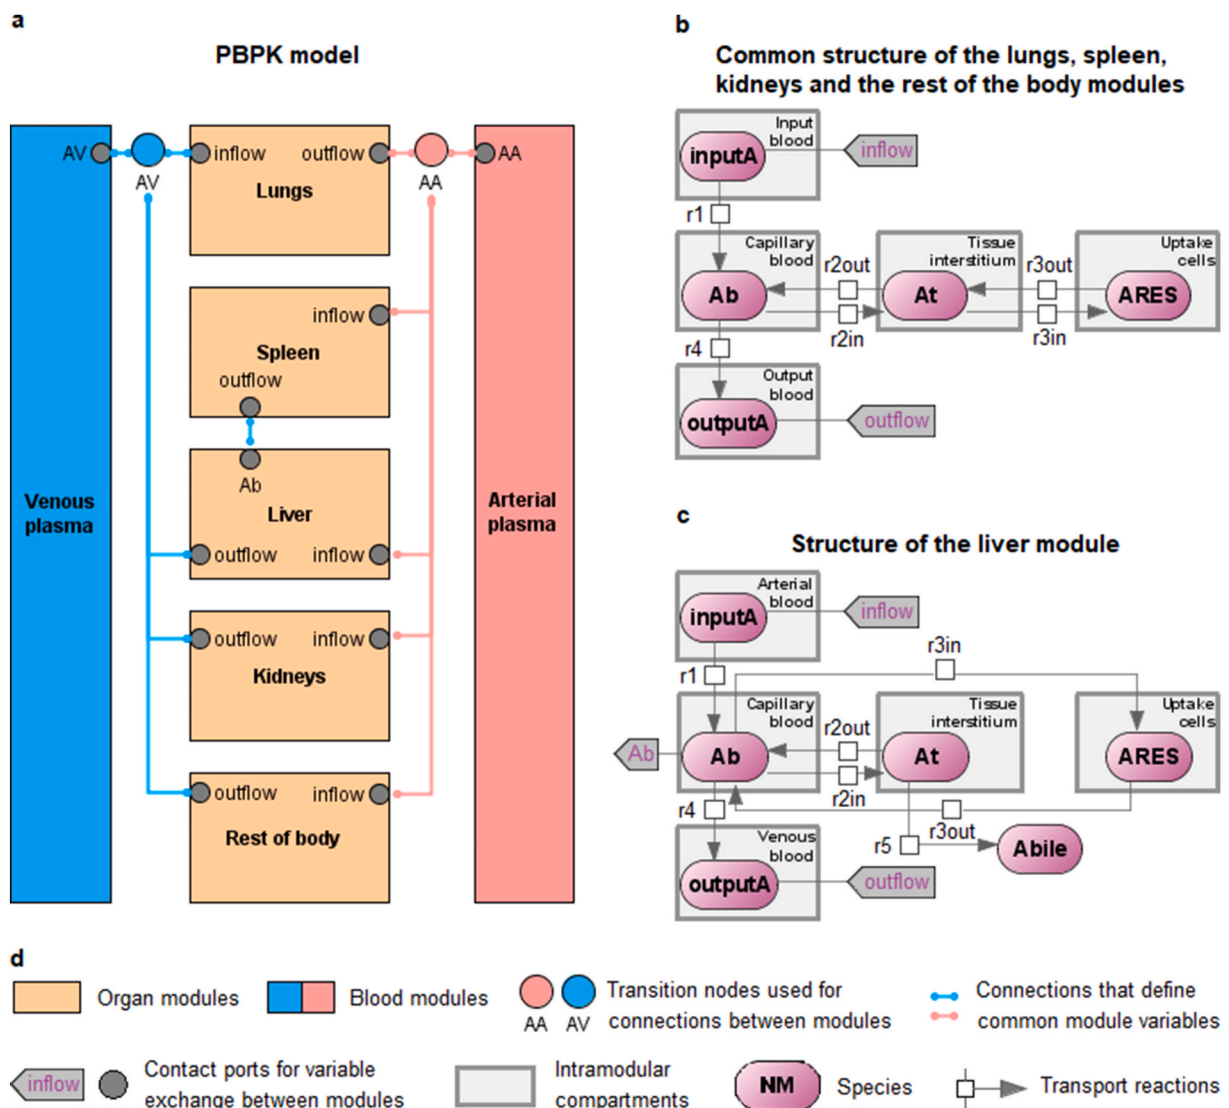 a
PBPK model
AV
AV
inflow
outflow
Lungs
AA
AA
inflow
Spleen
outflow
Ab
Liver
outflow
inflow
Venous
plasma
Arterial
plasma
outflow
inflow
Kidneys
outflow
inflow
Rest of body
b
Common structure of the lungs, spleen,
kidneys and the rest of the body modules
Input
blood
inputA
inflow
r1
Capillary
blood
Ab
r2out
r2in
Tissue
interstitium
At
r3out
r3in
Uptake
cells
ARES
r4
Output
blood
outputA
outflow
c
Structure of the liver module
Arterial
blood
inputA
inflow
r1
r3in
Capillary
blood
Ab
Ab
r2out
r2in
Tissue
interstitium
At
Uptake
cells
ARES
r4
r5
r3out
Abile
Venous
blood
outputA
outflow
d
Organ modules
Blood modules
AA
AV
Transition nodes used for
connections between modules
Connections that define
common module variables
inflow
Contact ports for variable
exchange between modules
Intramodular
compartments
NM
Species
Transport reactions